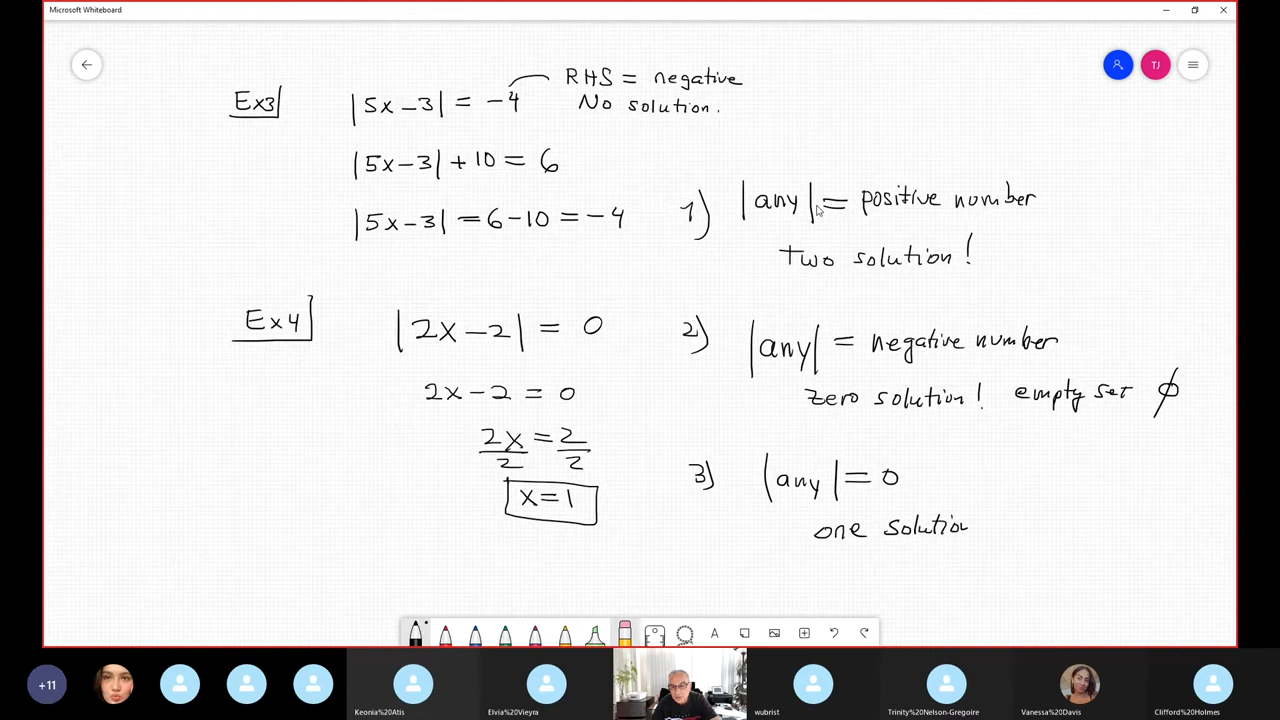 Microsoft Whiteboard
TJ
Ex3
|5x-3| = -4
RHS = negative
No solution.
|5x-3| + 10 = 6
|5x-3| = 6-10 = -4
1) |any| = positive number
two solution!
Ex4
|2x-2| = 0
2x-2 = 0
2x/2 = 2/2
x=1
2) |any| = negative number
zero solution! empty set ∅
3) |any| = 0
one solution
A
+11
Keonia%20Atis
Elvia%20Vieyra
wubrist
Trinity%20Nelson-Gregoire
Vanessa%20Davis
Clifford%20Holmes